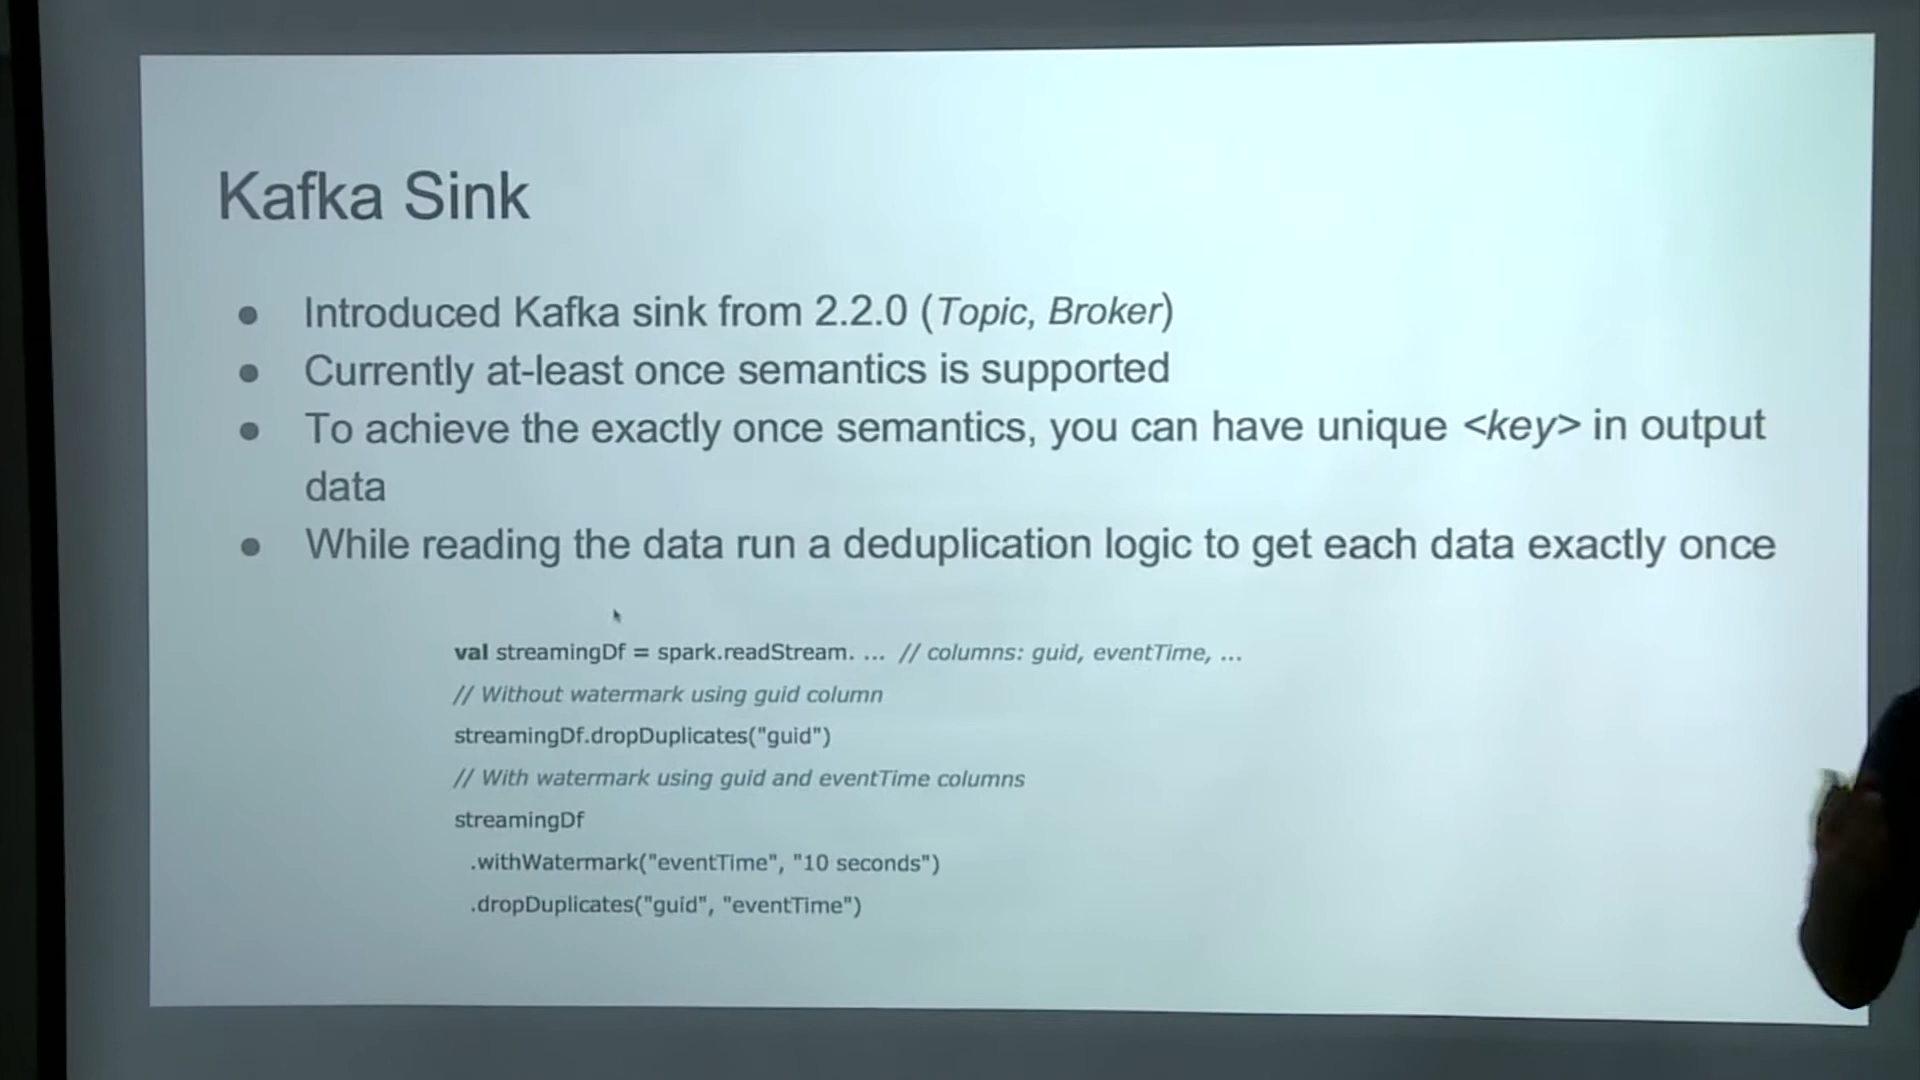 Kafka Sink
● Introduced Kafka sink from 2.2.0 (Topic, Broker)
● Currently at-least once semantics is supported
● To achieve the exactly once semantics, you can have unique <key> in output
data
● While reading the data run a deduplication logic to get each data exactly once
val streamingDf = spark.readStream. ... // columns: guid, eventTime, ...
// Without watermark using guid column
streamingDf.dropDuplicates("guid")
// With watermark using guid and eventTime columns
streamingDf
.withWatermark("eventTime", "10 seconds")
.dropDuplicates("guid", "eventTime")